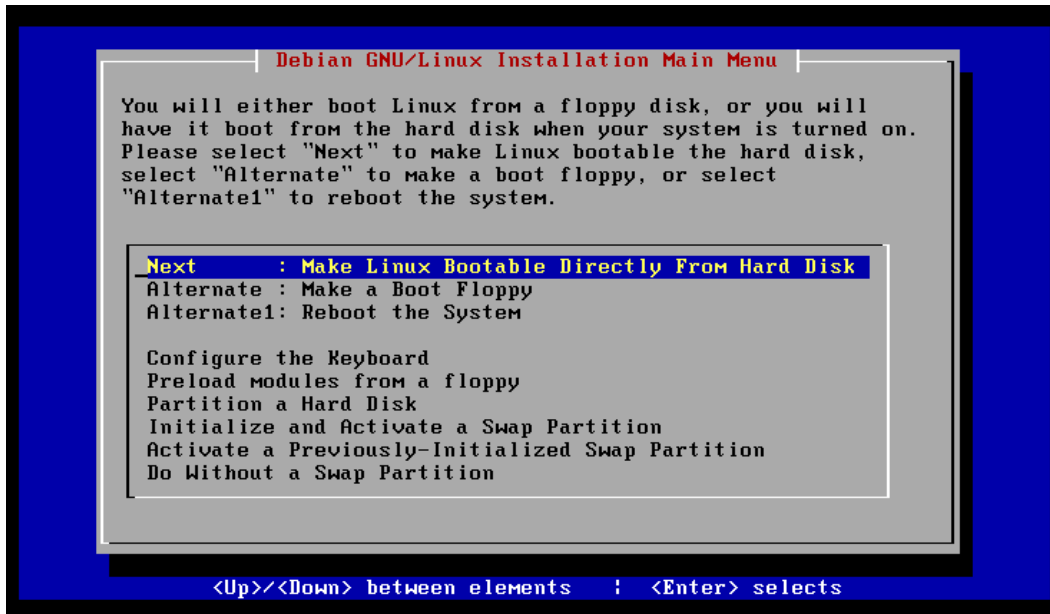 Debian GNU/Linux Installation Main Menu
You will either boot Linux from a floppy disk, or you will
have it boot from the hard disk when your system is turned on.
Please select "Next" to make Linux bootable the hard disk,
select "Alternate" to make a boot floppy, or select
"Alternate1" to reboot the system.
Next : Make Linux Bootable Directly From Hard Disk
Alternate : Make a Boot Floppy
Alternate1: Reboot the System
Configure the Keyboard
Preload modules from a floppy
Partition a Hard Disk
Initialize and Activate a Swap Partition
Activate a Previously-Initialized Swap Partition
Do Without a Swap Partition
<Up>/<Down> between elements ¦ <Enter> selects